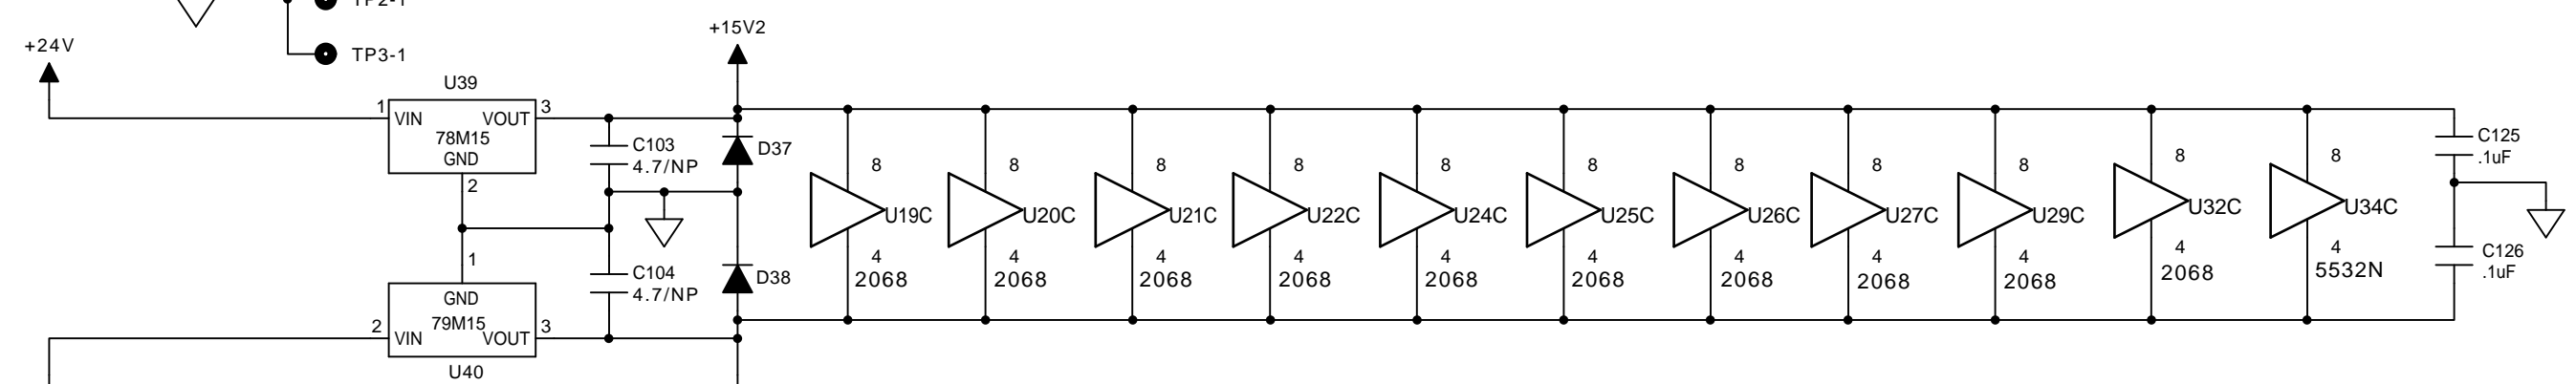 TP2-1
+15V2
+24V
TP3-1
U39
1 VIN VOUT 3
78M15
GND
2
C103
4.7/NP
D37
8 8 8 8 8 8 8 8 8 8 8
U19C U20C U21C U22C U24C U25C U26C U27C U29C U32C U34C
4 4 4 4 4 4 4 4 4 4 4
2068 2068 2068 2068 2068 2068 2068 2068 2068 2068 5532N
C125
.1uF
C126
.1uF
1
C104
4.7/NP
D38
GND
79M15
2 VIN VOUT 3
U40